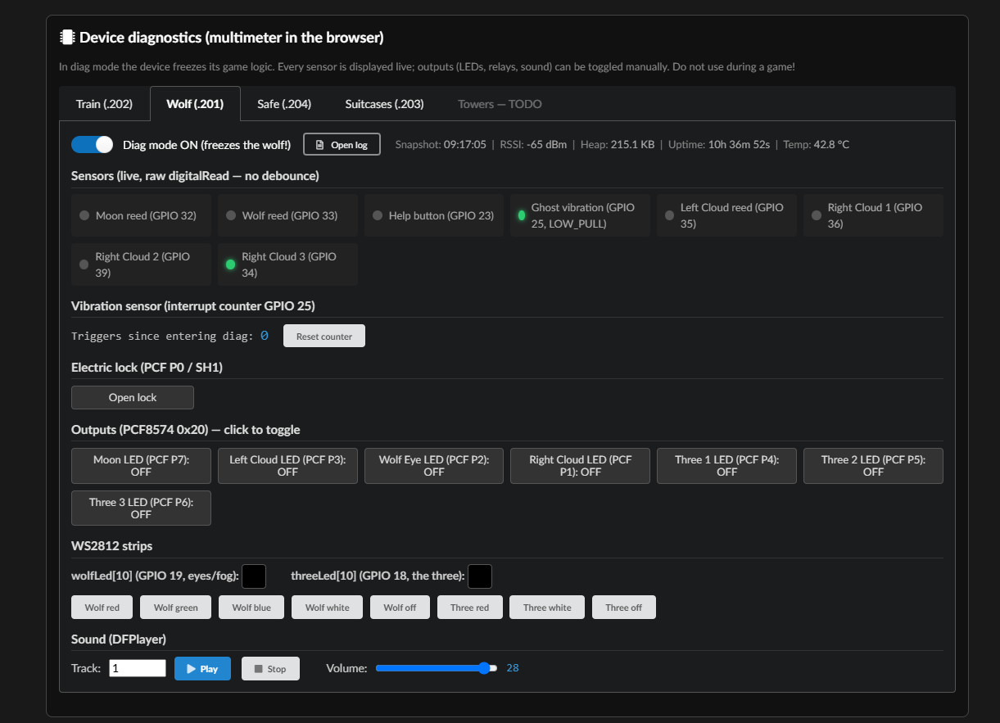 Device diagnostics (multimeter in the browser)
In diag mode the device freezes its game logic. Every sensor is displayed live; outputs (LEDs, relays, sound) can be toggled manually. Do not use during a game!
Train (.202) Wolf (.201) Safe (.204) Suitcases (.203) Towers — TODO
Diag mode ON (freezes the wolf!) Open log Snapshot: 09:17:05 | RSSI: -65 dBm | Heap: 215.1 KB | Uptime: 10h 36m 52s | Temp: 42.8 °C
Sensors (live, raw digitalRead — no debounce)
Moon reed (GPIO 32)
Wolf reed (GPIO 33)
Help button (GPIO 23)
Ghost vibration (GPIO
25, LOW_PULL)
Left Cloud reed (GPIO
35)
Right Cloud 1 (GPIO
36)
Right Cloud 2 (GPIO
39)
Right Cloud 3 (GPIO
34)
Vibration sensor (interrupt counter GPIO 25)
Triggers since entering diag: 0 Reset counter
Electric lock (PCF P0 / SH1)
Open lock
Outputs (PCF8574 0x20) — click to toggle
Moon LED (PCF P7):
OFF
Left Cloud LED (PCF P3):
OFF
Wolf Eye LED (PCF P2):
OFF
Right Cloud LED (PCF
P1): OFF
Three 1 LED (PCF P4):
OFF
Three 2 LED (PCF P5):
OFF
Three 3 LED (PCF P6):
OFF
WS2812 strips
wolfLed[10] (GPIO 19, eyes/fog): threeLed[10] (GPIO 18, the three):
Wolf red Wolf green Wolf blue Wolf white Wolf off Three red Three white Three off
Sound (DFPlayer)
Track: 1 Play Stop Volume: 28